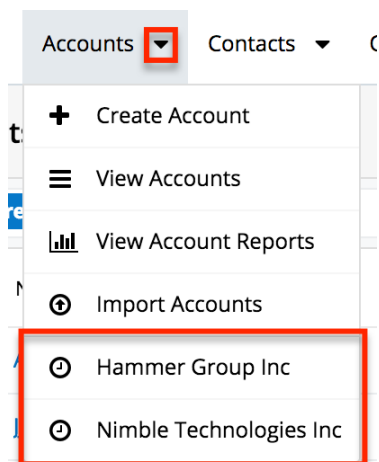 Accounts Contacts
Create Account
View Accounts
View Account Reports
Import Accounts
Hammer Group Inc
Nimble Technologies Inc